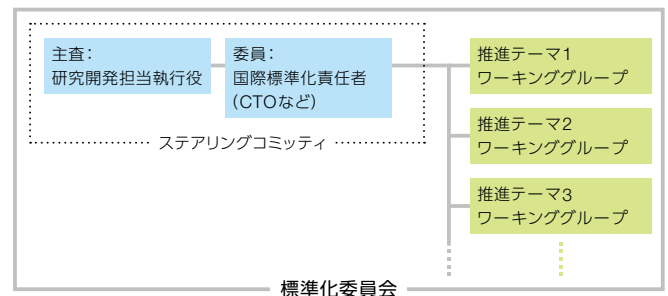 主査：
研究開発担当執行役
委員：
国際標準化責任者
（CTOなど）
ステアリングコミッティ
推進テーマ1
ワーキンググループ
推進テーマ2
ワーキンググループ
推進テーマ3
ワーキンググループ
標準化委員会